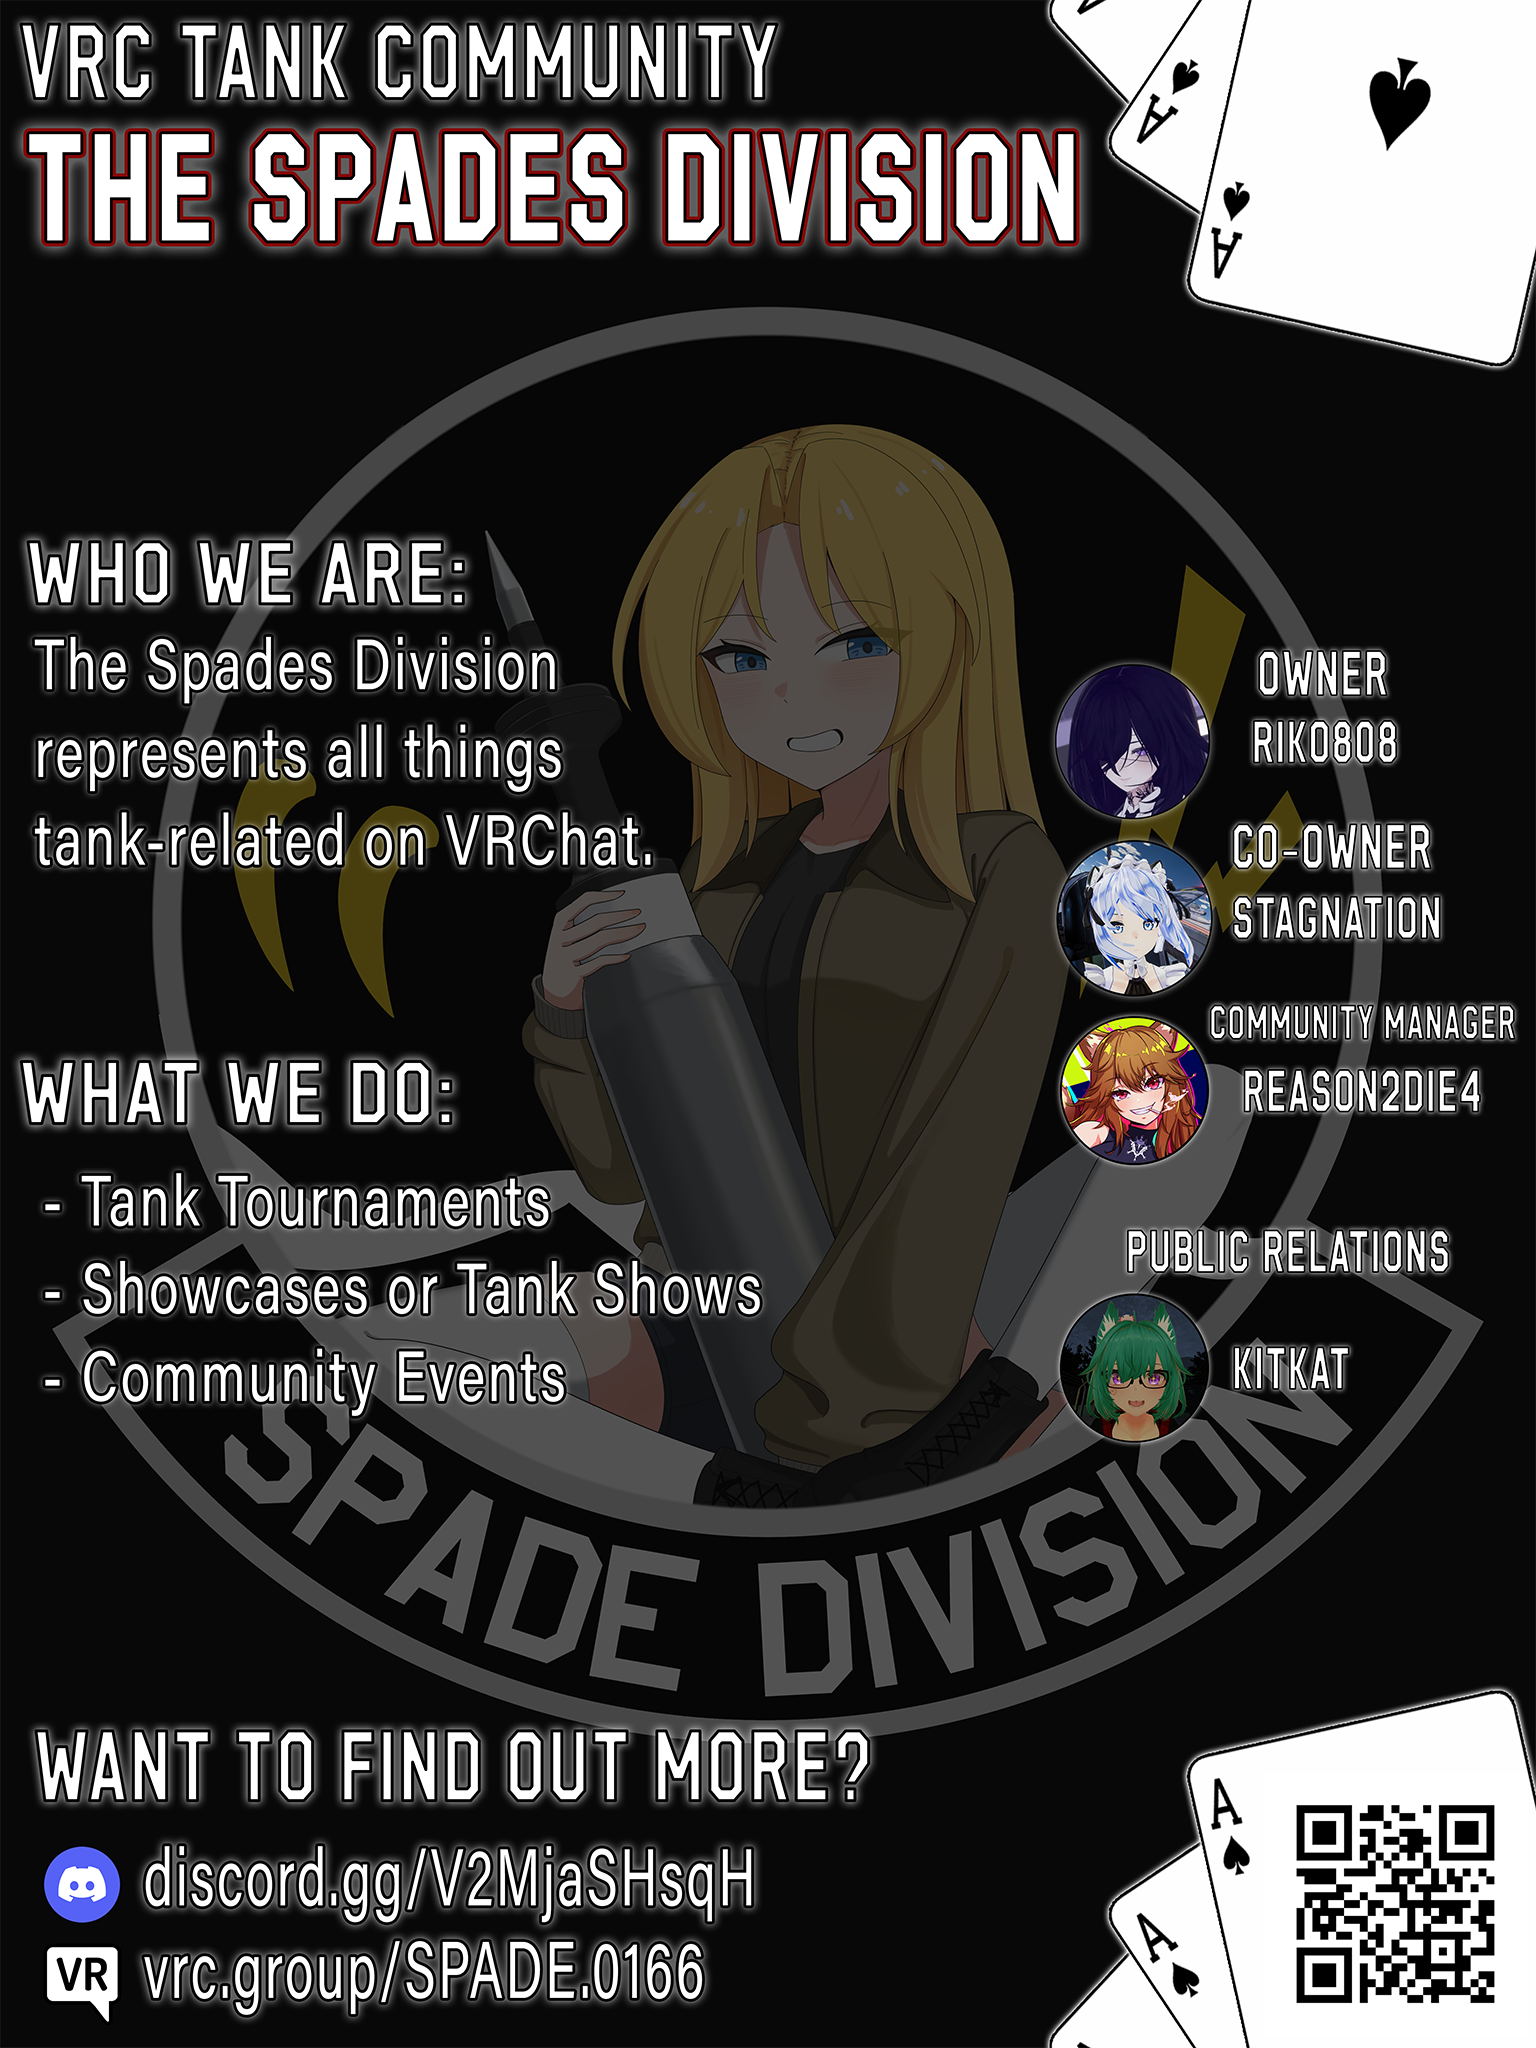 VRC TANK COMMUNITY
THE SPADES DIVISION
A
A
WHO WE ARE:
The Spades Division
represents all things
tank-related on VRChat.
OWNER
RIKO808
CO-OWNER
STAGNATION
COMMUNITY MANAGER
REASON2DIE4
WHAT WE DO:
- Tank Tournaments
- Showcases or Tank Shows
- Community Events
PUBLIC RELATIONS
KITKAT
SPADE DIVISION
WANT TO FIND OUT MORE?
discord.gg/V2MjaSHsqH
VR vrc.group/SPADE.0166
A
A